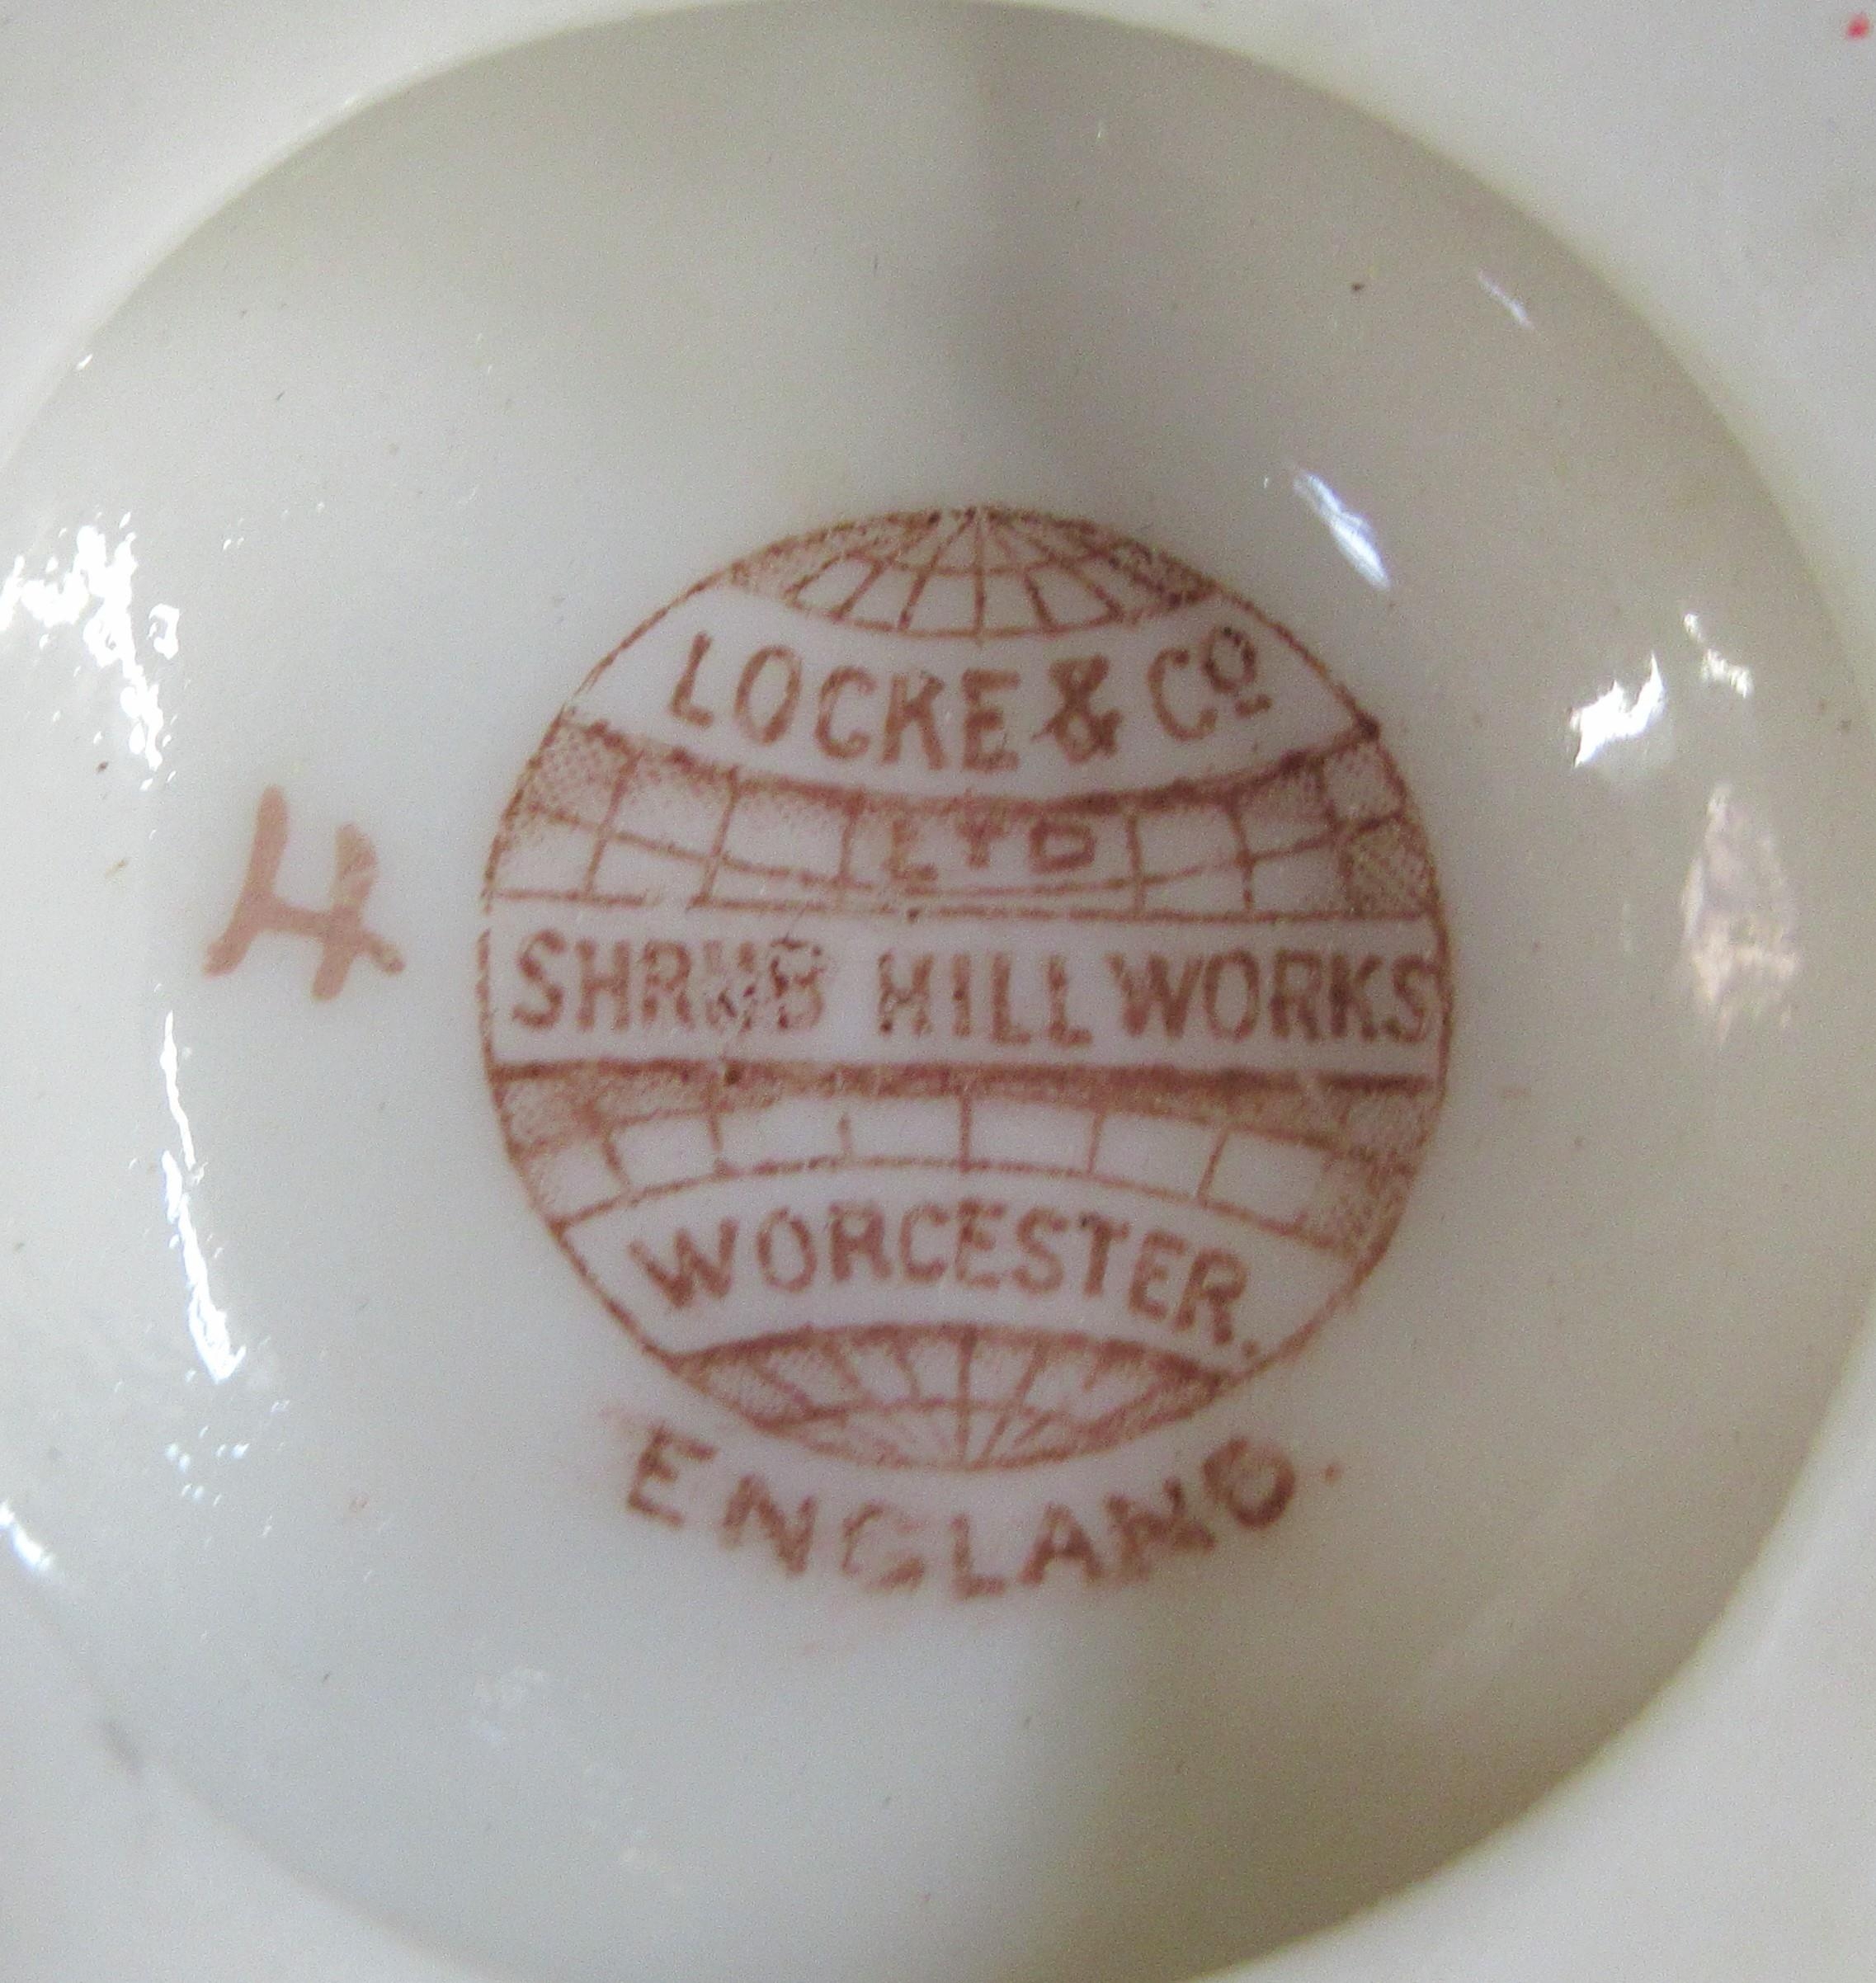 LOCKE & Cº
LTD
4
SHRUB HILL WORKS
WORCESTER.
ENGLAND.